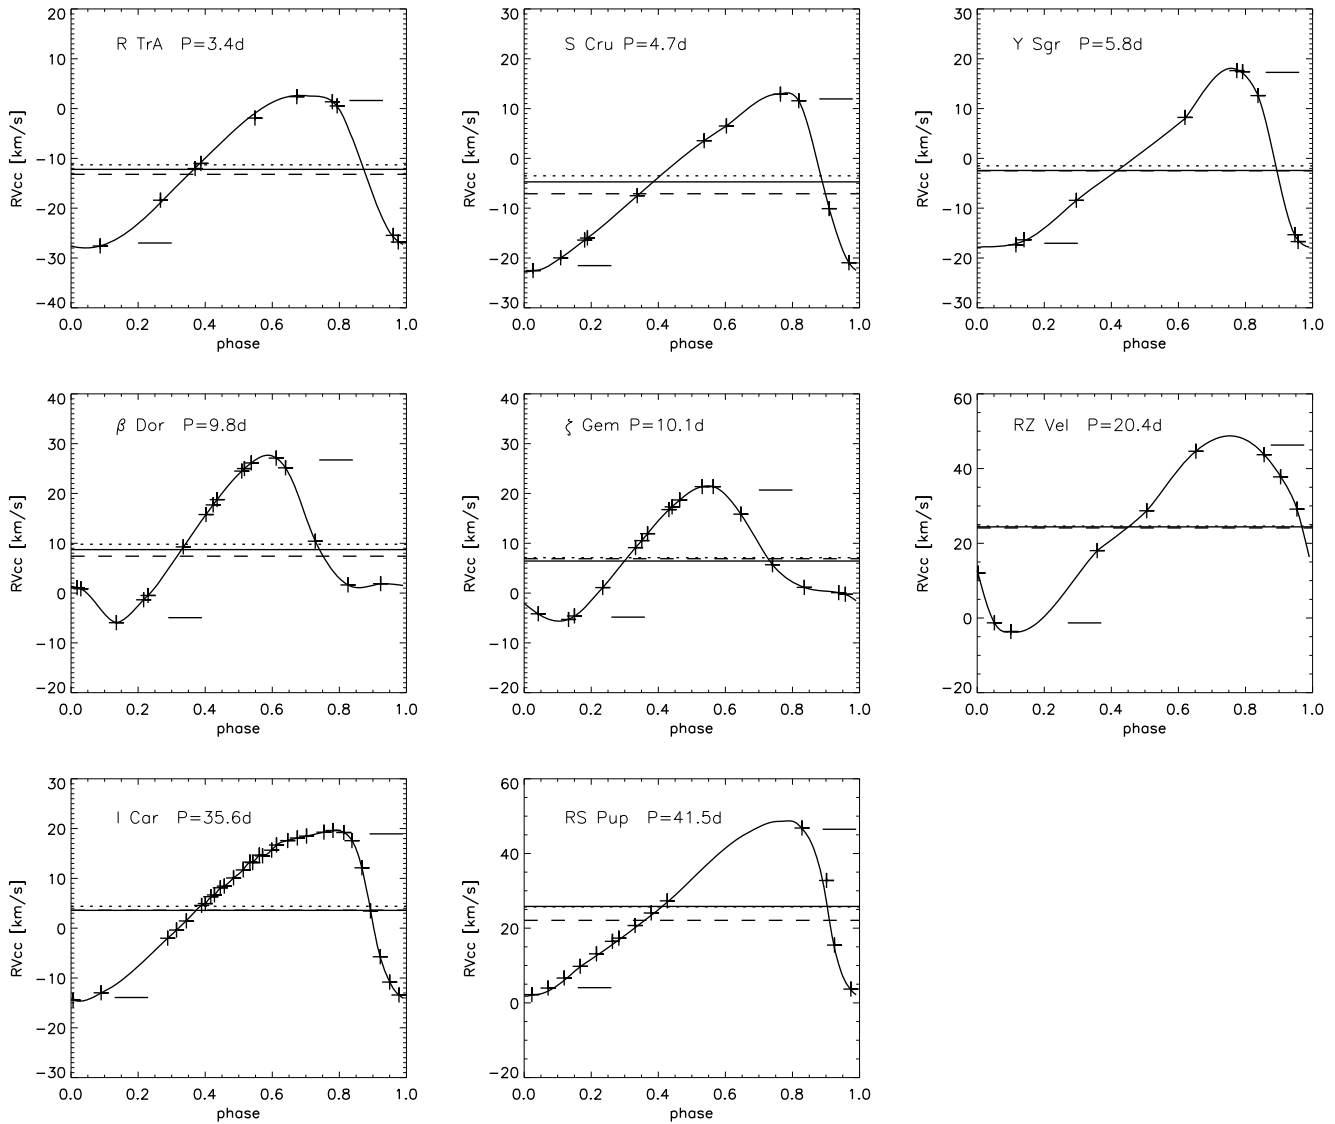 R TrA P=3.4d
20
10
0
−10
−20
−30
−40
RVcc [km/s]
0.0 0.2 0.4 0.6 0.8 1.0
phase
S Cru P=4.7d
30
20
10
0
−10
−20
−30
RVcc [km/s]
0.0 0.2 0.4 0.6 0.8 1.0
phase
Y Sgr P=5.8d
30
20
10
0
−10
−20
−30
RVcc [km/s]
0.0 0.2 0.4 0.6 0.8 1.0
phase
β Dor P=9.8d
40
30
20
10
0
−10
−20
RVcc [km/s]
0.0 0.2 0.4 0.6 0.8 1.0
phase
ζ Gem P=10.1d
40
30
20
10
0
−10
−20
RVcc [km/s]
0.0 0.2 0.4 0.6 0.8 1.0
phase
RZ Vel P=20.4d
60
40
20
0
−20
RVcc [km/s]
0.0 0.2 0.4 0.6 0.8 1.0
phase
l Car P=35.6d
30
20
10
0
−10
−20
−30
RVcc [km/s]
0.0 0.2 0.4 0.6 0.8 1.0
phase
RS Pup P=41.5d
60
40
20
0
−20
RVcc [km/s]
0.0 0.2 0.4 0.6 0.8 1.0
phase